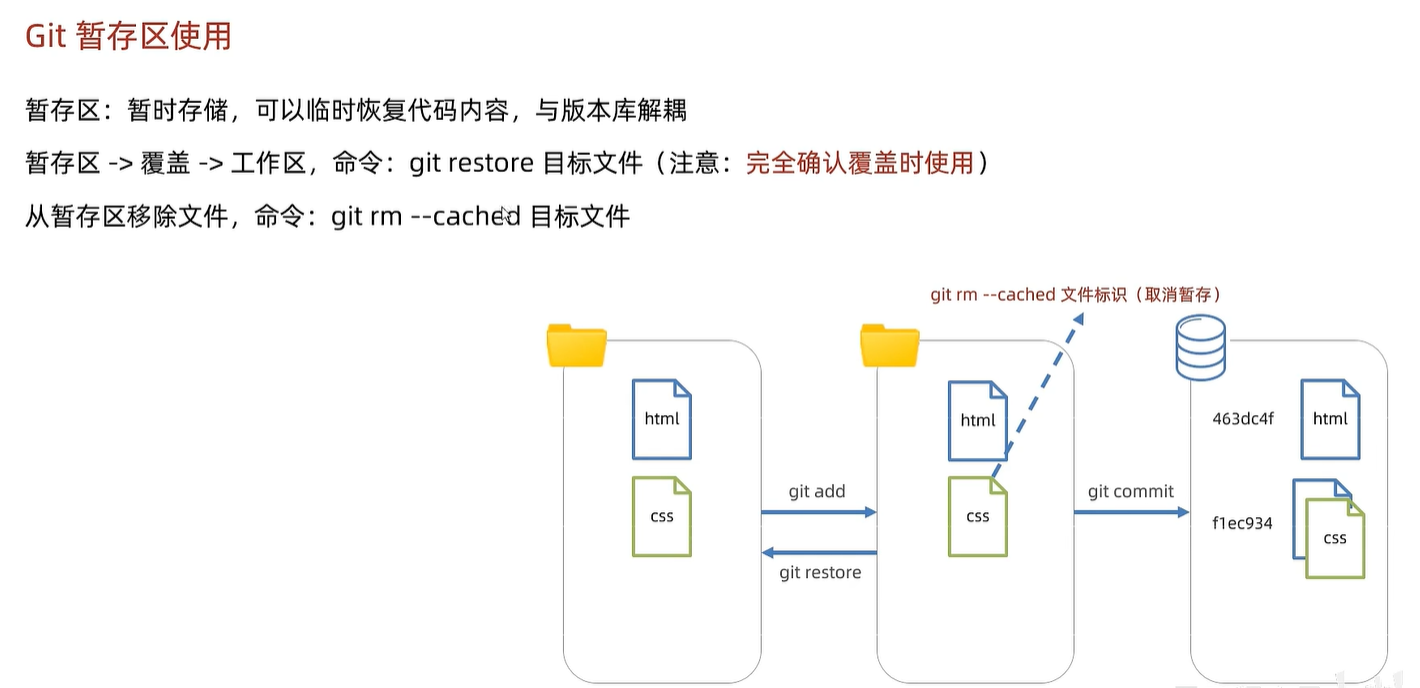 Git 暂存区使用
暂存区：暂时存储，可以临时恢复代码内容，与版本库解耦
暂存区 -> 覆盖 -> 工作区，命令：git restore 目标文件（注意：完全确认覆盖时使用）
从暂存区移除文件，命令：git rm --cached 目标文件
git rm --cached 文件标识（取消暂存）
html
html
463dc4f
html
git add
git commit
css
css
f1ec934
css
git restore